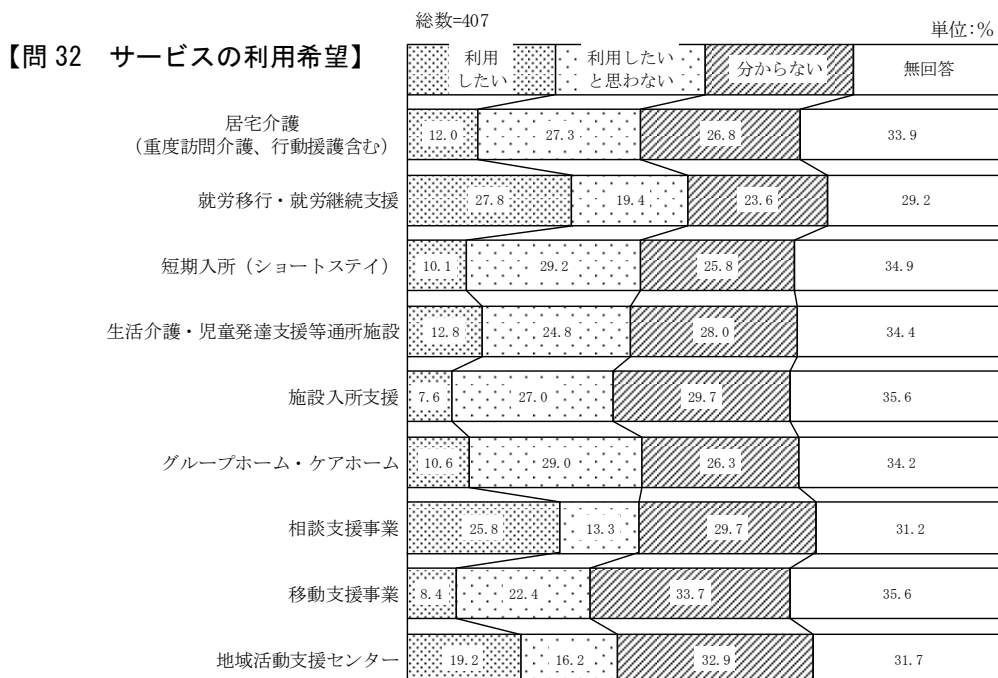 総数=407
単位:%
【問 32 サービスの利用希望】
利用
したい
利用したい
と思わない
分からない
無回答
居宅介護
(重度訪問介護、行動援護含む)
12.0 27.3 26.8 33.9
就労移行・就労継続支援 27.8 19.4 23.6 29.2
短期入所(ショートステイ) 10.1 29.2 25.8 34.9
生活介護・児童発達支援等通所施設 12.8 24.8 28.0 34.4
施設入所支援 7.6 27.0 29.7 35.6
グループホーム・ケアホーム 10.6 29.0 26.3 34.2
相談支援事業 25.8 13.3 29.7 31.2
移動支援事業 8.4 22.4 33.7 35.6
地域活動支援センター 19.2 16.2 32.9 31.7